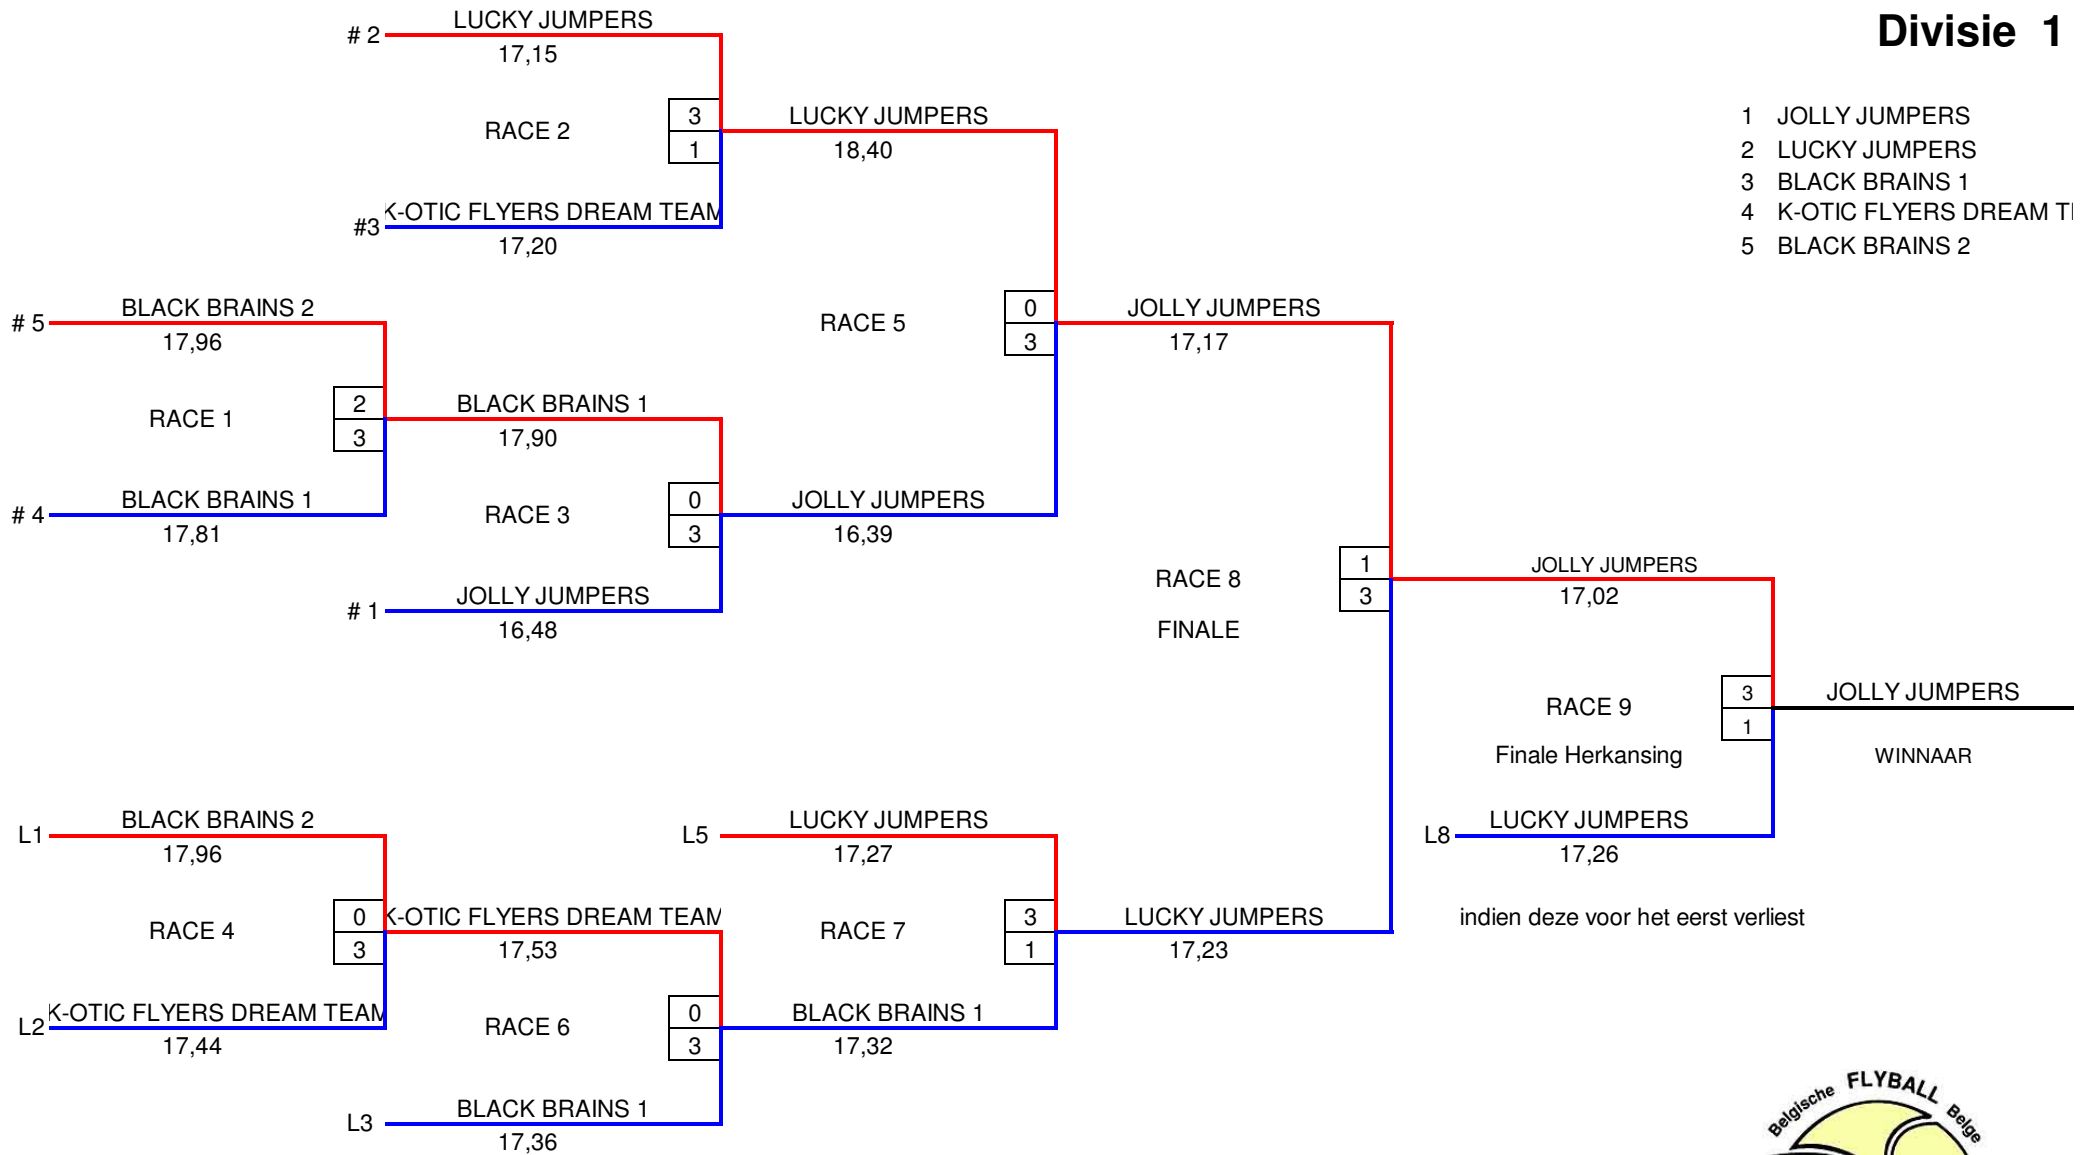 Divisie 1
1 JOLLY JUMPERS
2 LUCKY JUMPERS
3 BLACK BRAINS 1
4 K-OTIC FLYERS DREAM
5 BLACK BRAINS 2
# 2 LUCKY JUMPERS
17,15
RACE 2
3
1
#3 K-OTIC FLYERS DREAM TEAM
17,20
LUCKY JUMPERS
18,40
# 5 BLACK BRAINS 2
17,96
RACE 1
2
3
# 4 BLACK BRAINS 1
17,81
BLACK BRAINS 1
17,90
RACE 3
0
3
# 1 JOLLY JUMPERS
16,48
JOLLY JUMPERS
16,39
RACE 5
0
3
JOLLY JUMPERS
17,17
RACE 8
1
3
FINALE
JOLLY JUMPERS
17,02
RACE 9
3
1
Finale Herkansing
JOLLY JUMPERS
WINNAAR
L8 LUCKY JUMPERS
17,26
indien deze voor het eerst verliest
L1 BLACK BRAINS 2
17,96
RACE 4
0
3
L2 K-OTIC FLYERS DREAM TEAM
17,44
K-OTIC FLYERS DREAM TEAM
17,53
RACE 6
0
3
L3 BLACK BRAINS 1
17,36
L5 LUCKY JUMPERS
17,27
RACE 7
3
1
BLACK BRAINS 1
17,32
LUCKY JUMPERS
17,23
Belgische FLYBALL Belge